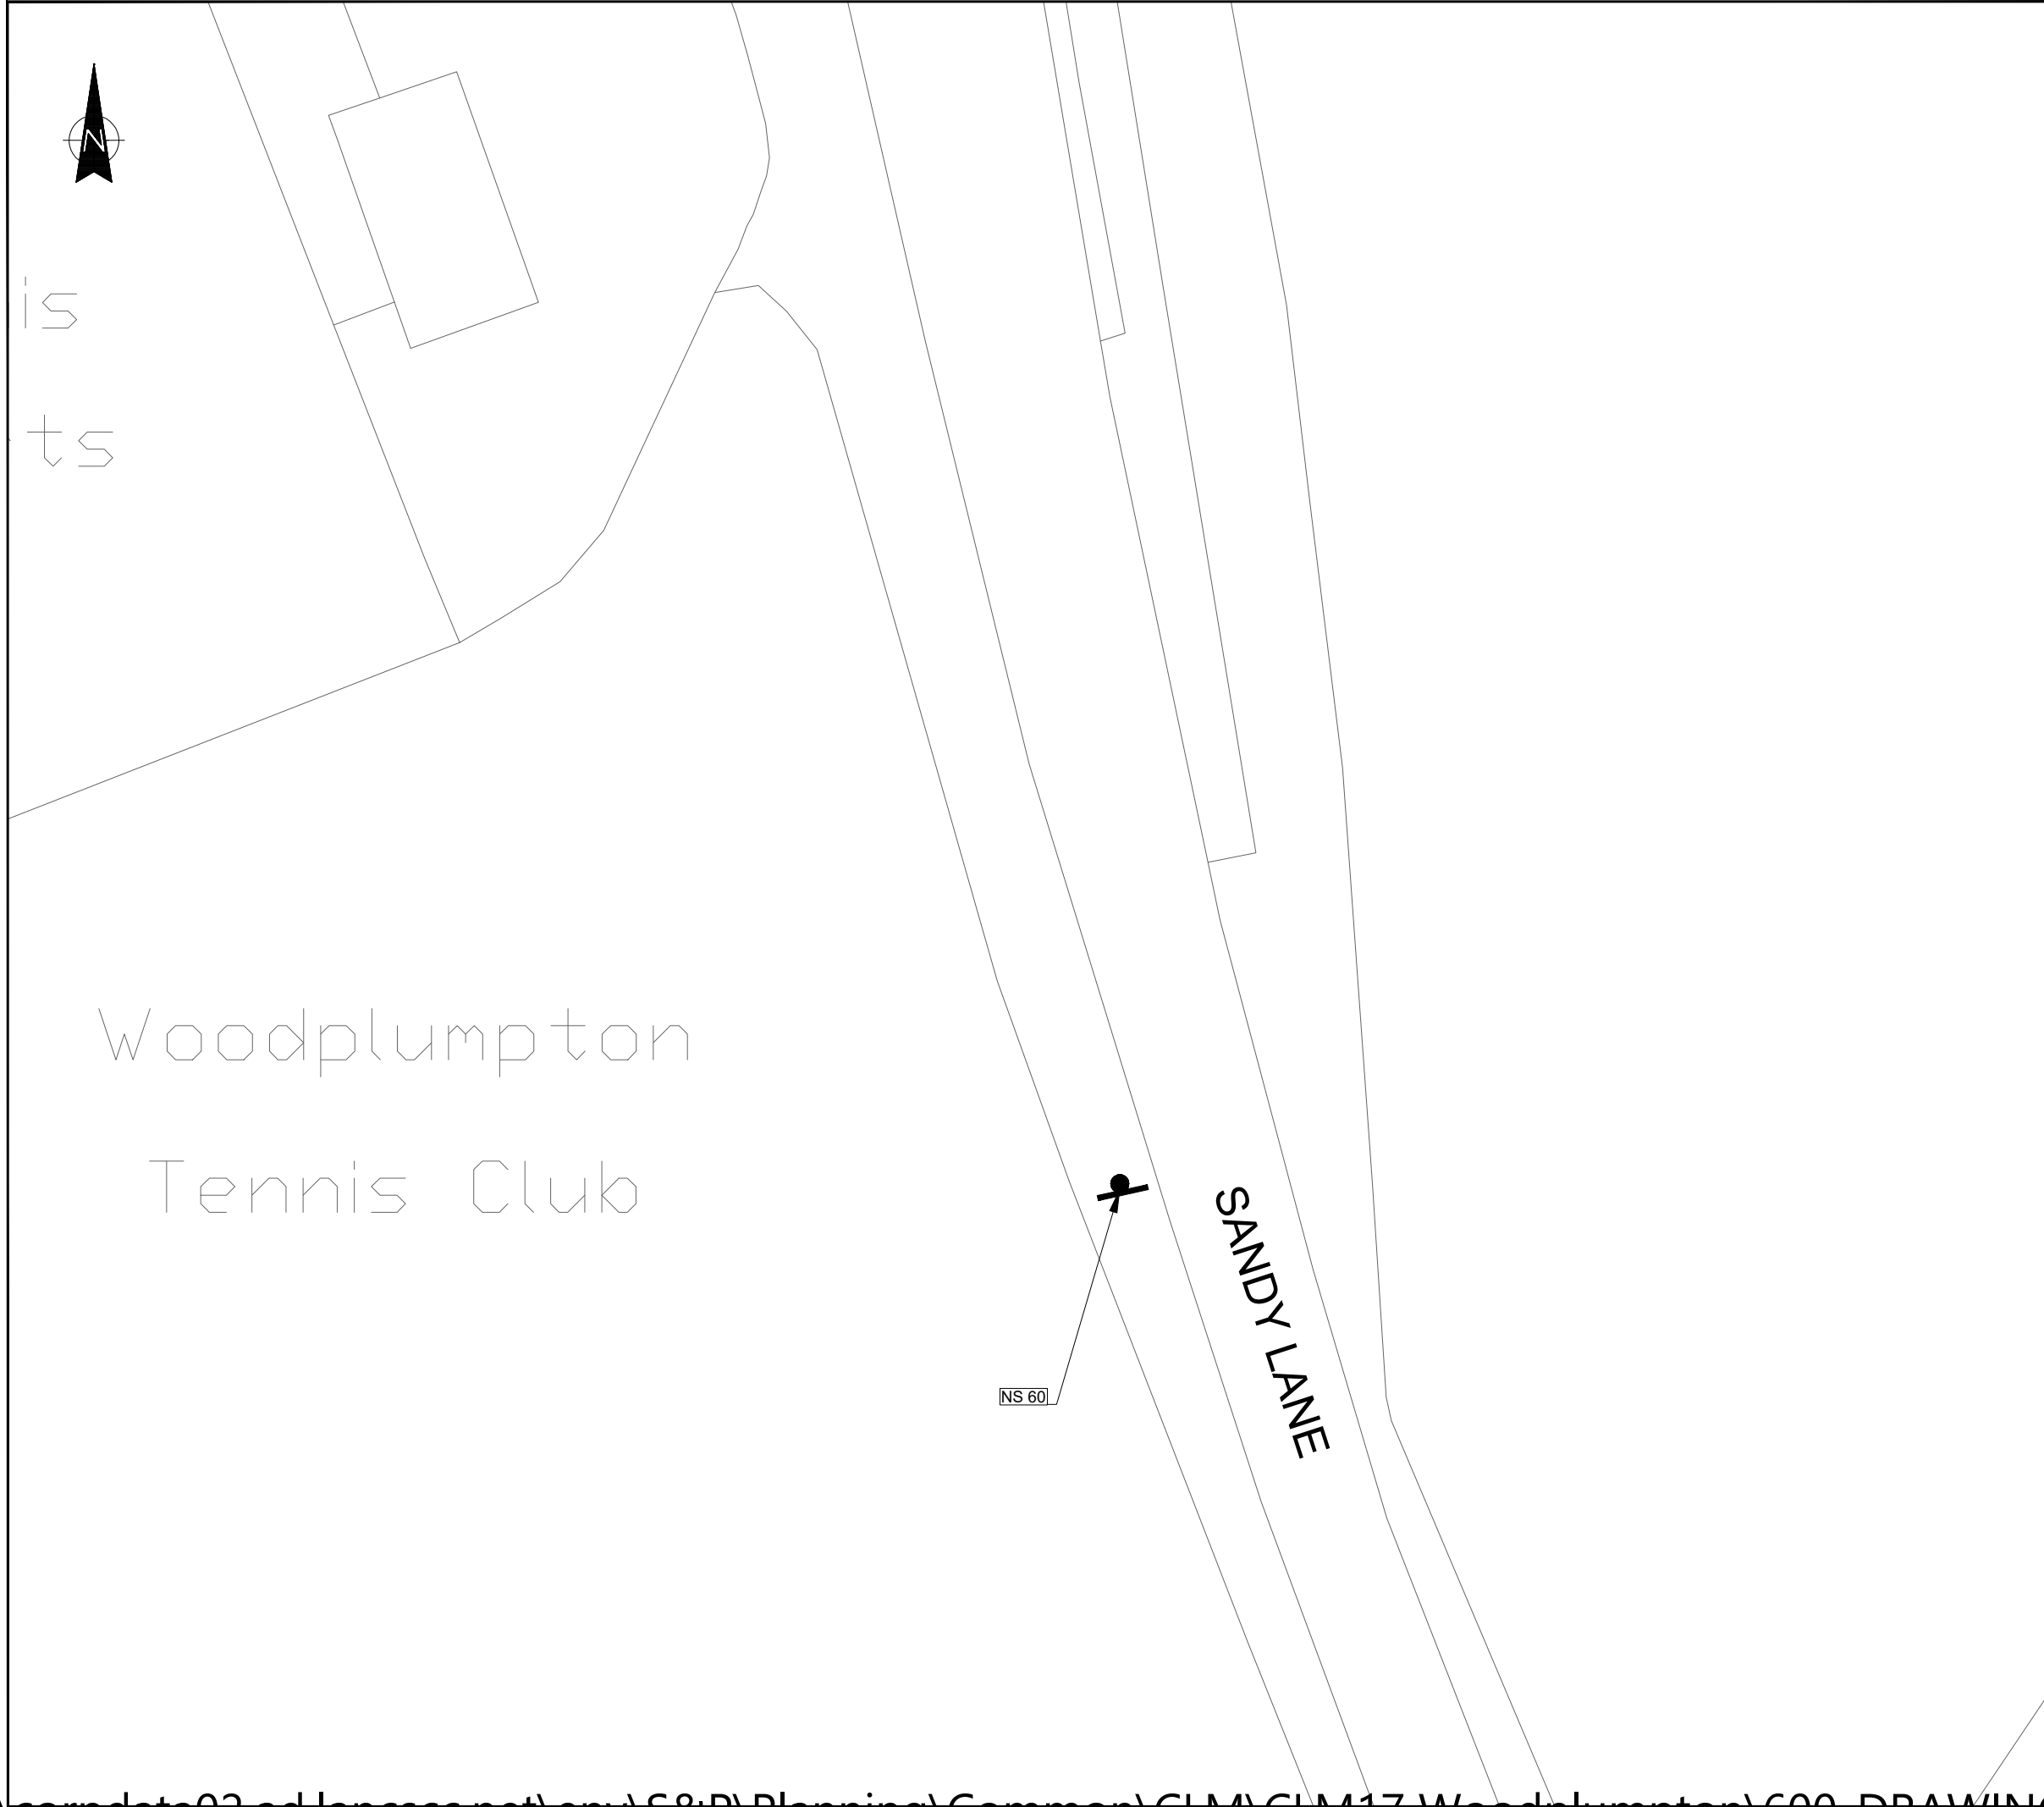 N
is
ts
Woodplumpton
Tennis Club
SANDY LANE
NS 60